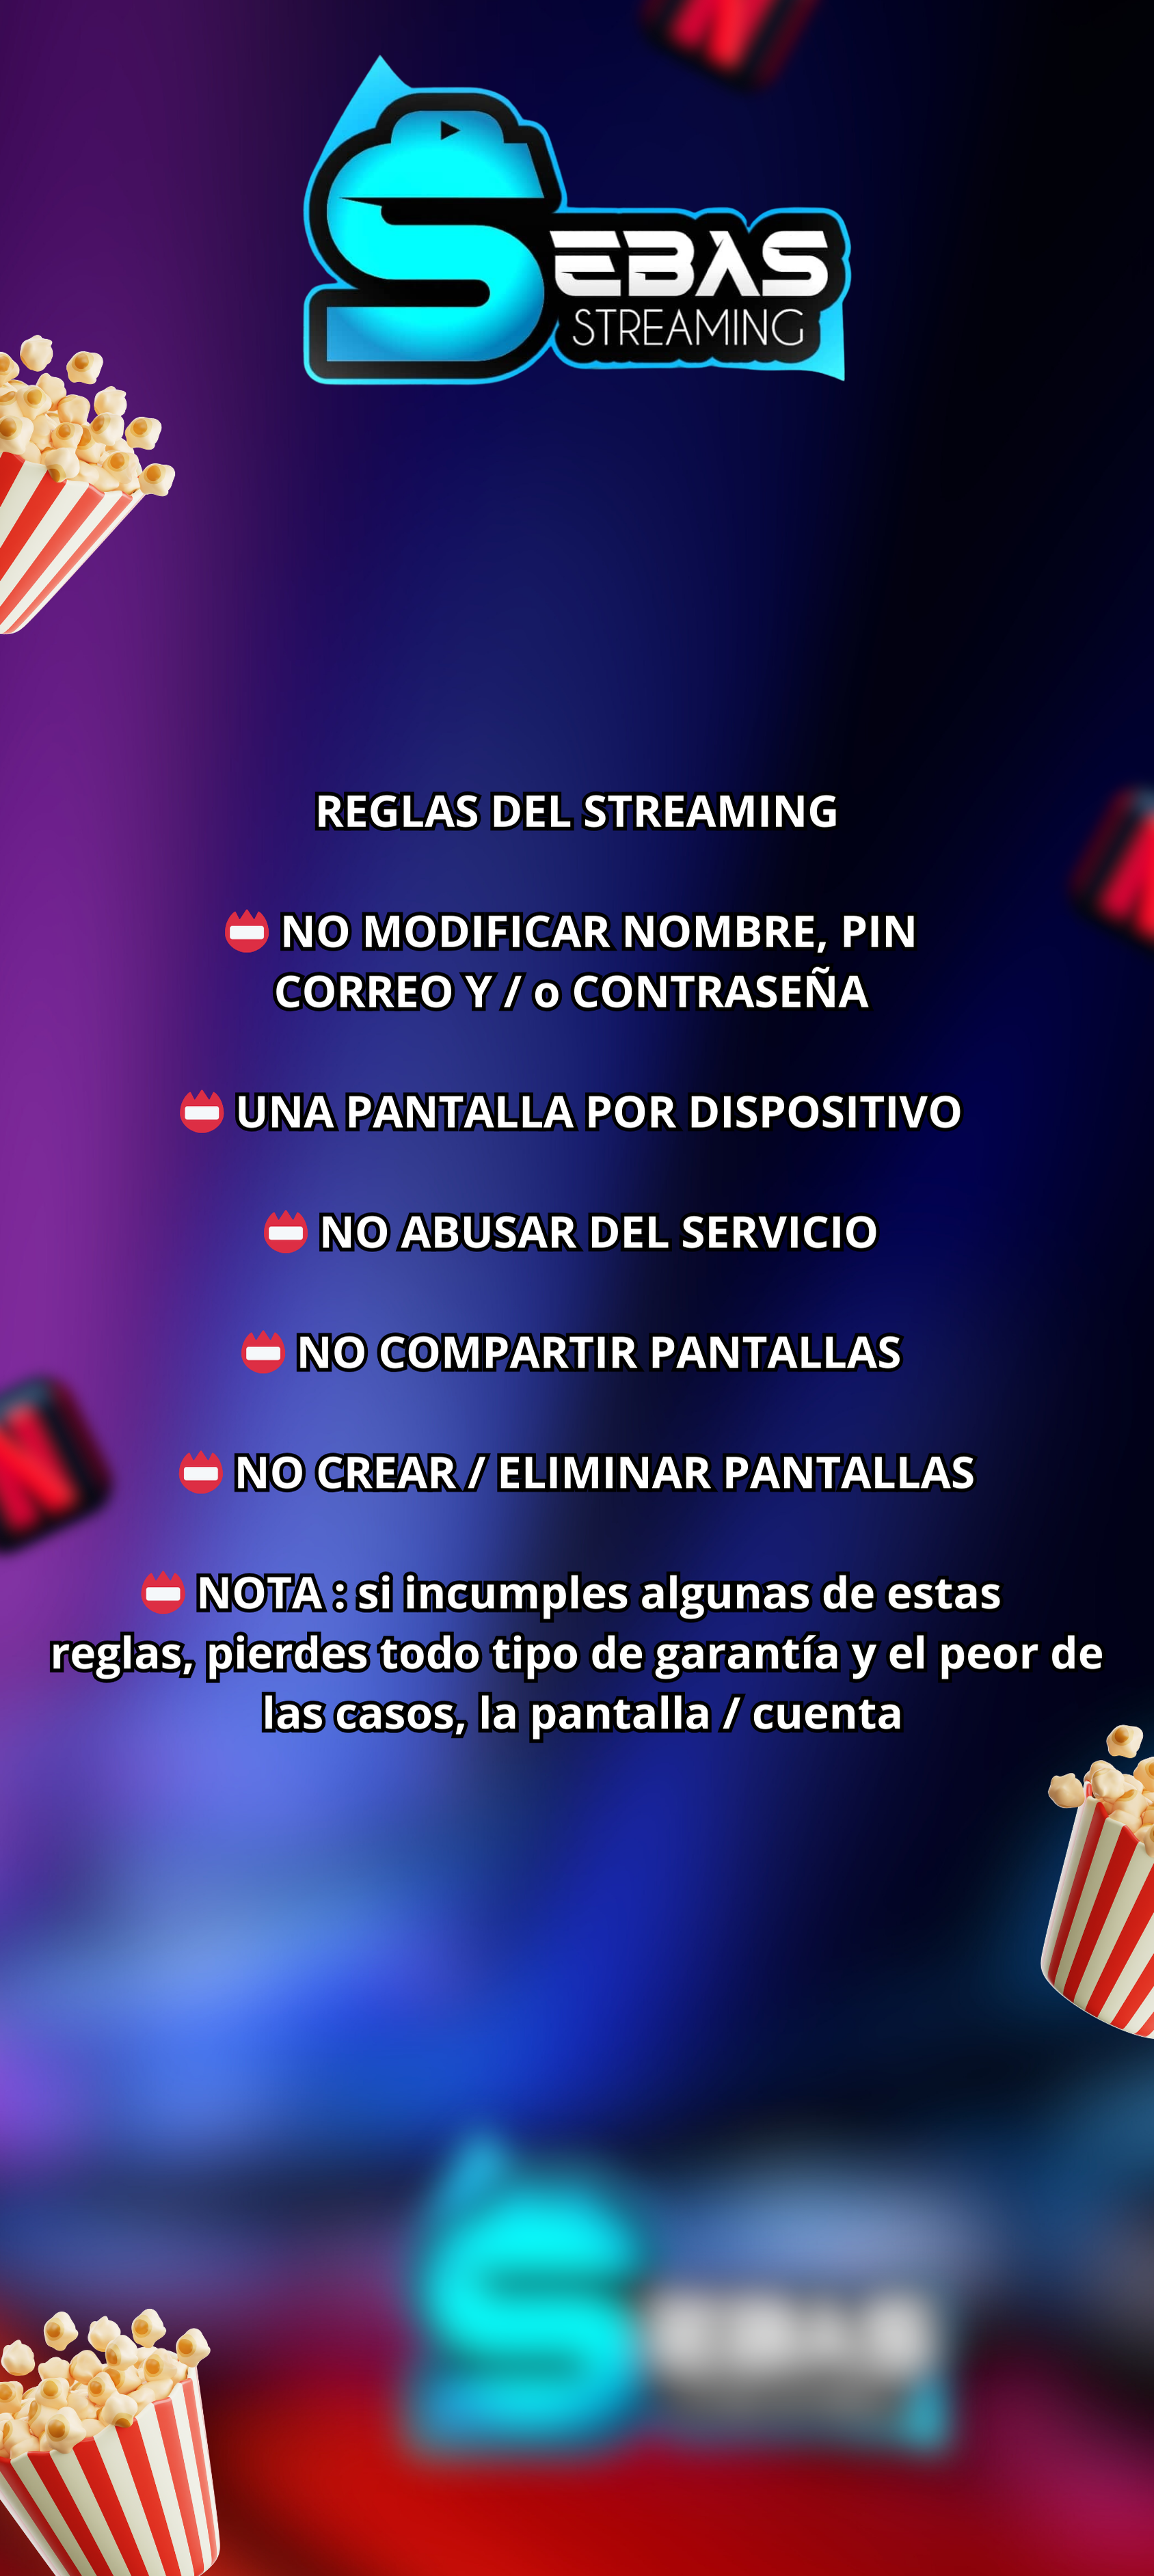 SEBAS
STREAMING
REGLAS DEL STREAMING
📛 NO MODIFICAR NOMBRE, PIN
CORREO Y / o CONTRASEÑA
📛 UNA PANTALLA POR DISPOSITIVO
📛 NO ABUSAR DEL SERVICIO
📛 NO COMPARTIR PANTALLAS
📛 NO CREAR / ELIMINAR PANTALLAS
📛 NOTA : si incumples algunas de estas
reglas, pierdes todo tipo de garantía y el peor de
las casos, la pantalla / cuenta